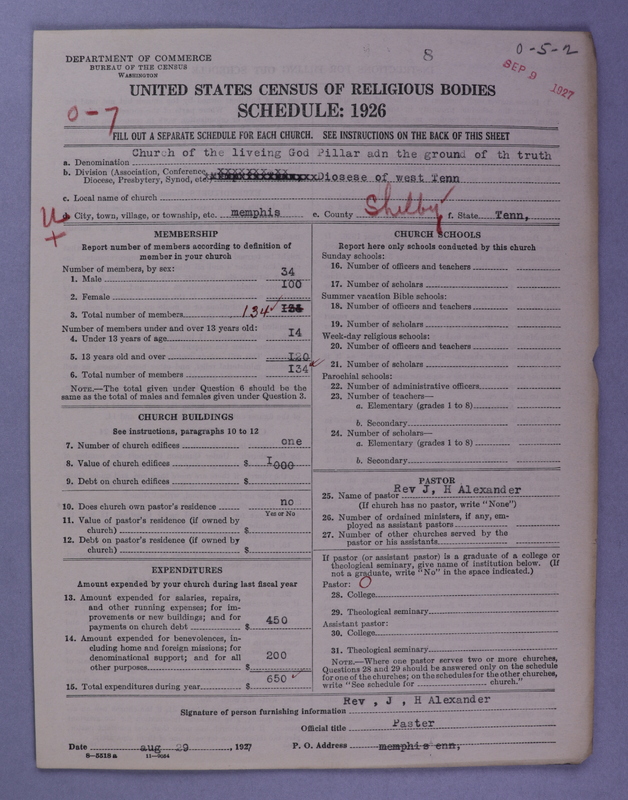 8
0-5-2
DEPARTMENT OF COMMERCE
BUREAU OF THE CENSUS
WASHINGTON
SEP 9 1927
UNITED STATES CENSUS OF RELIGIOUS BODIES
SCHEDULE: 1926
0-7
FILL OUT A SEPARATE SCHEDULE FOR EACH CHURCH. SEE INSTRUCTIONS ON THE BACK OF THIS SHEET
a. Denomination Church of the liveing God Pillar adn the ground of th truth
b. Division (Association, Conference,
Diocese, Presbytery, Synod, etc.) Diosese of west Tenn
c. Local name of church
City, town, village, or township, etc. memphis e. County Shelby f. State Tenn,
MEMBERSHIP
Report number of members according to definition of
member in your church
Number of members, by sex:
1. Male 34
2. Female 100
3. Total number of members 134
Number of members under and over 13 years old:
4. Under 13 years of age 14
5. 13 years old and over 120
6. Total number of members 134
NOTE.—The total given under Question 6 should be the
same as the total of males and females given under Question 3.
CHURCH BUILDINGS
See instructions, paragraphs 10 to 12
7. Number of church edifices one
8. Value of church edifices $ I000
9. Debt on church edifices $
10. Does church own pastor's residence no
Yes or No
11. Value of pastor's residence (if owned by
church) $
12. Debt on pastor's residence (if owned by
church) $
EXPENDITURES
Amount expended by your church during last fiscal year
13. Amount expended for salaries, repairs,
and other running expenses; for im-
provements or new buildings; and for
payments on church debt $ 450
14. Amount expended for benevolences, in-
cluding home and foreign missions; for
denominational support; and for all
other purposes $ 200
15. Total expenditures during year $ 650
CHURCH SCHOOLS
Report here only schools conducted by this church
Sunday schools:
16. Number of officers and teachers
17. Number of scholars
Summer vacation Bible schools:
18. Number of officers and teachers
19. Number of scholars
Week-day religious schools:
20. Number of officers and teachers
21. Number of scholars
Parochial schools:
22. Number of administrative officers
23. Number of teachers—
a. Elementary (grades 1 to 8)
b. Secondary
24. Number of scholars—
a. Elementary (grades 1 to 8)
b. Secondary
PASTOR
25. Name of pastor Rev J, H Alexander
(If church has no pastor, write "None")
26. Number of ordained ministers, if any, em-
ployed as assistant pastors
27. Number of other churches served by the
pastor or his assistants
If pastor (or assistant pastor) is a graduate of a college or
theological seminary, give name of institution below. (If
not a graduate, write "No" in the space indicated.)
Pastor: O
28. College
29. Theological seminary
Assistant pastor:
30. College
31. Theological seminary
NOTE.—Where one pastor serves two or more churches,
Questions 28 and 29 should be answered only on the schedule
for one of the churches; on the schedules for the other churches,
write "See schedule for church."
Signature of person furnishing information Rev , J , H Alexander
Official title Paster
Date aug 29, 1927 P. O. Address memphis enn,
8—5518a 11—9054